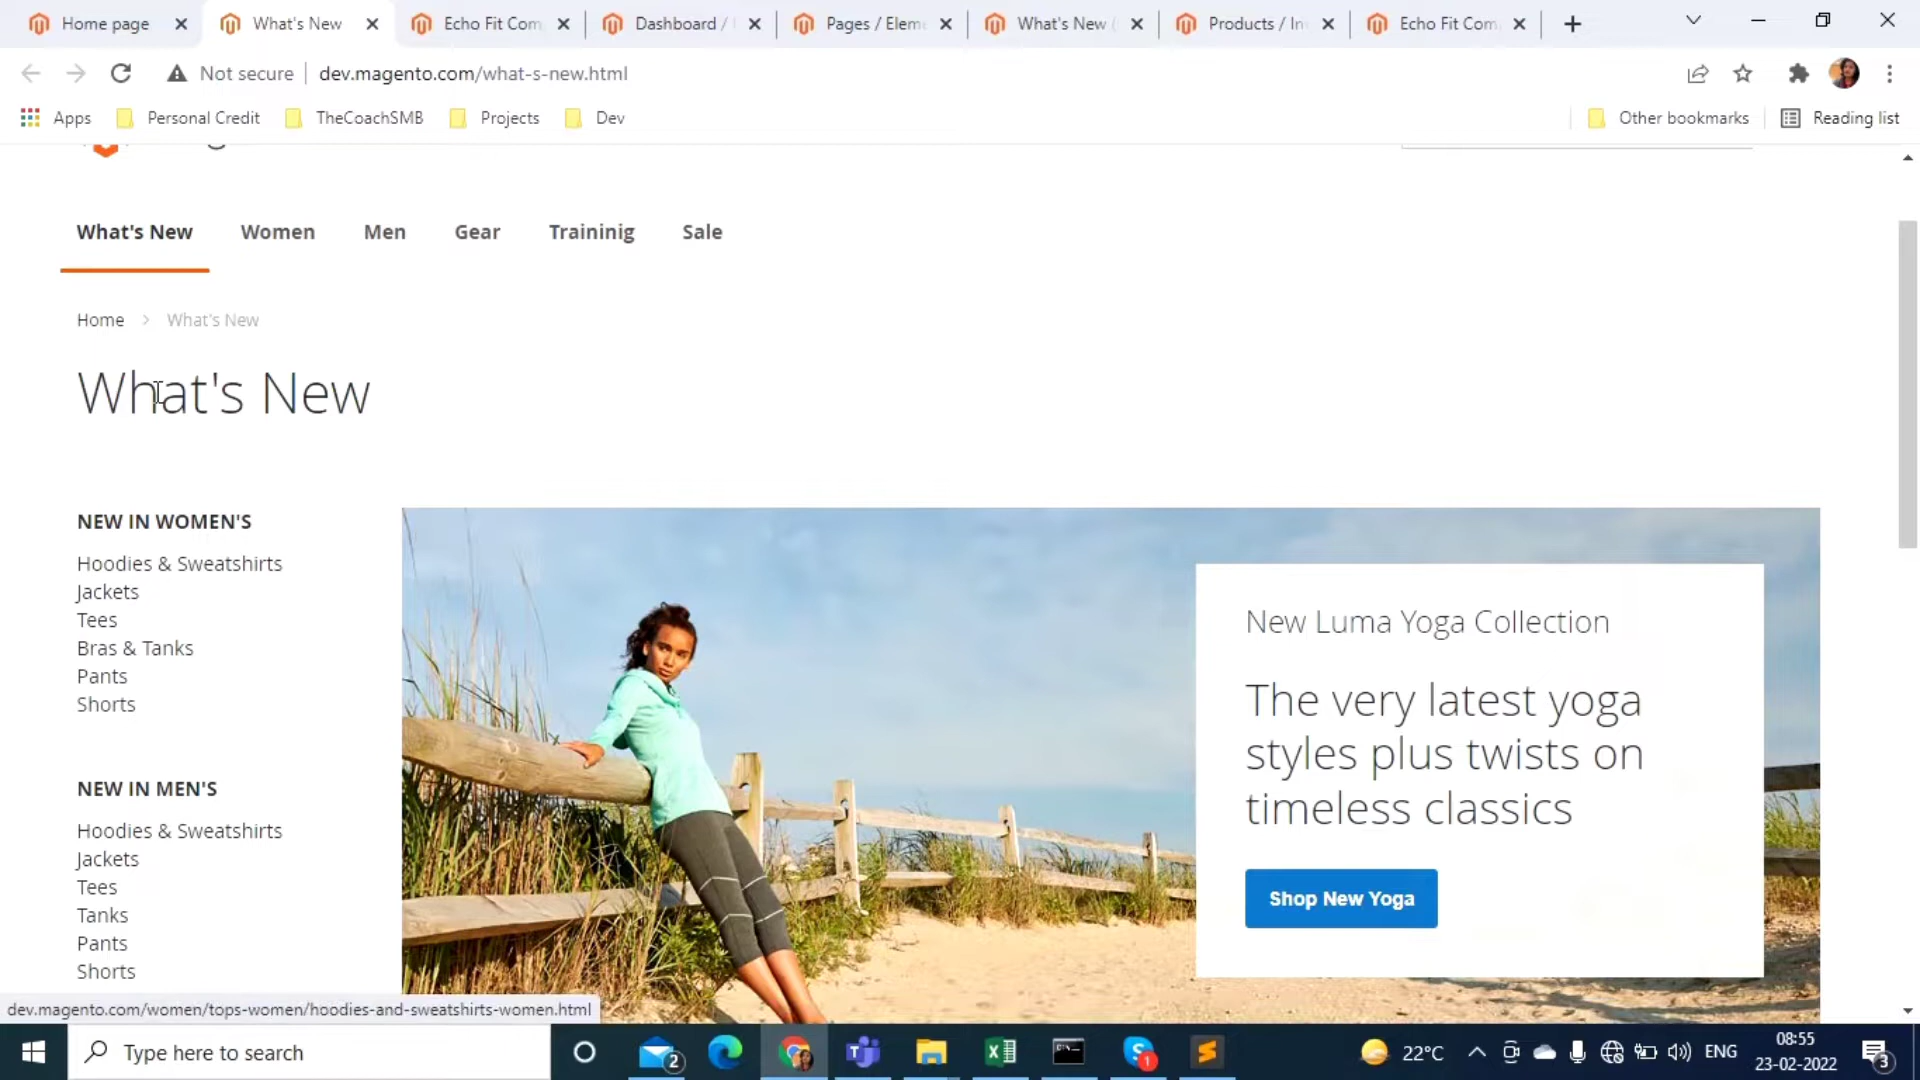 Home page
What's New
Echo Fit Com
Dashboard /
Pages / Elem
What's New
Products / In
Echo Fit Com
Not secure
dev.magento.com/what-s-new.html
Apps
Personal Credit
TheCoachSMB
Projects
Dev
Other bookmarks
Reading list
What's New
Women
Men
Gear
Traininig
Sale
Home
What's New
What's New
NEW IN WOMEN'S
Hoodies & Sweatshirts
Jackets
Tees
Bras & Tanks
Pants
Shorts
NEW IN MEN'S
Hoodies & Sweatshirts
Jackets
Tees
Tanks
Pants
Shorts
New Luma Yoga Collection
The very latest yoga
styles plus twists on
timeless classics
Shop New Yoga
dev.magento.com/women/tops-women/hoodies-and-sweatshirts-women.html
Type here to search
2
1
22°C
ENG
08:55
23-02-2022
3